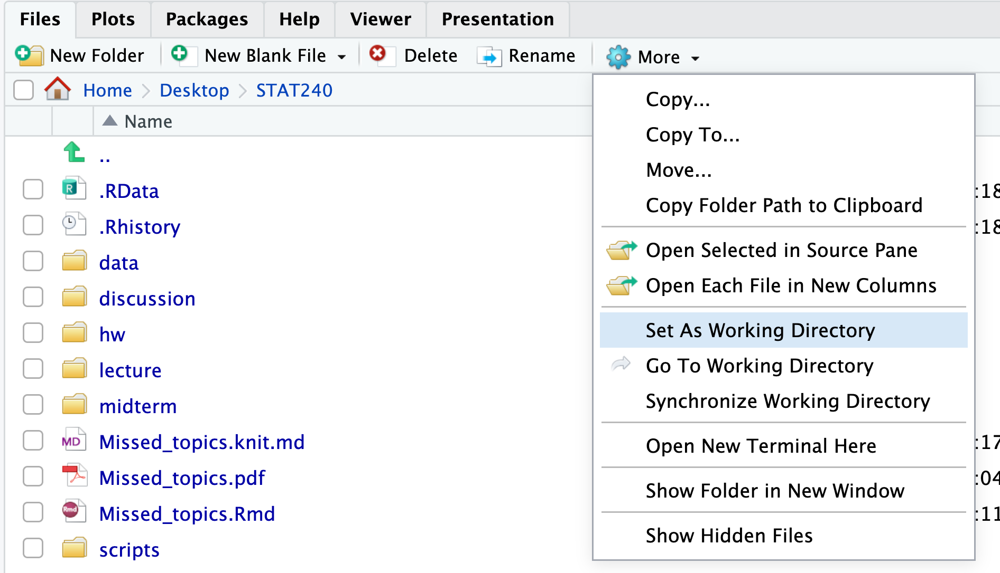 Files Plots Packages Help Viewer Presentation
New Folder New Blank File Delete Rename More
Home Desktop STAT240
Name
..
.RData
.Rhistory
data
discussion
hw
lecture
midterm
Missed_topics.knit.md
Missed_topics.pdf
Missed_topics.Rmd
scripts
Copy...
Copy To...
Move...
Copy Folder Path to Clipboard
Open Selected in Source Pane
Open Each File in New Columns
Set As Working Directory
Go To Working Directory
Synchronize Working Directory
Open New Terminal Here
Show Folder in New Window
Show Hidden Files
:18
:18
:17
:04
:11
R
MD
Rmd